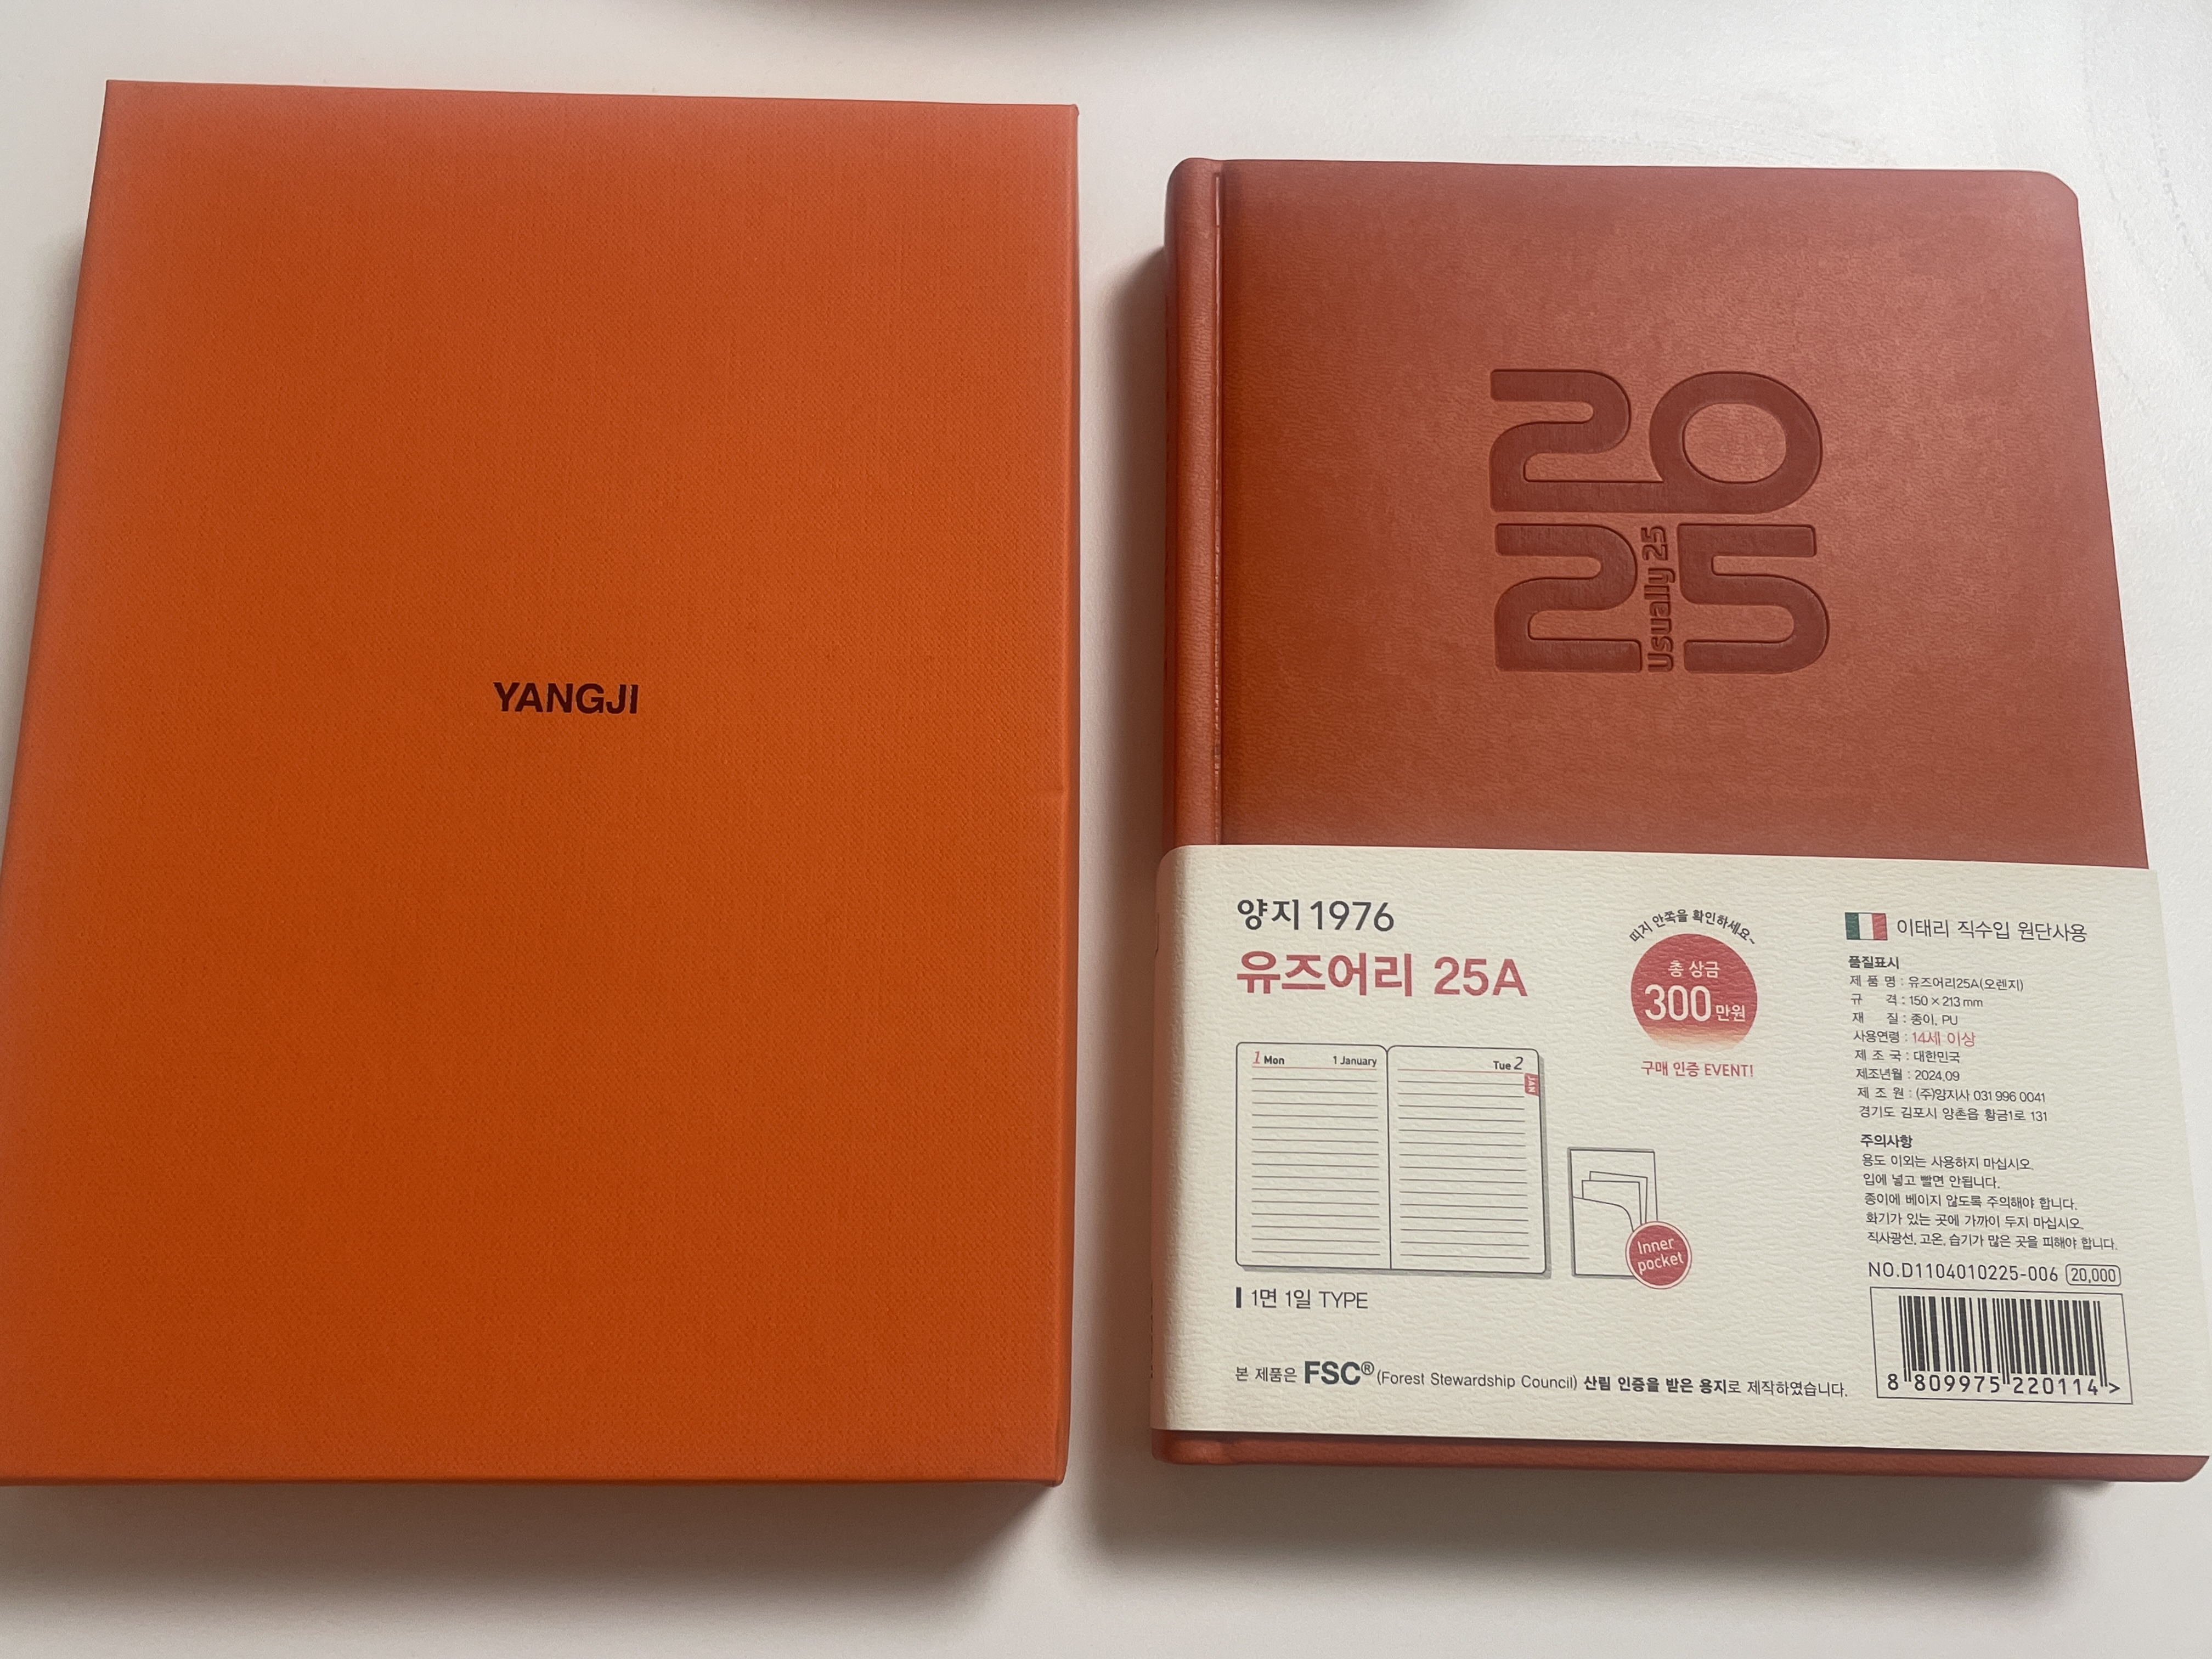 YANGJI
20
25
Usually 25
양지 1976
유즈어리 25A
1 Mon 1 January
Tue 2
JAN
Inner
pocket
1면 1일 TYPE
띠지 안쪽을 확인하세요~
총 상금
300만원
구매 인증 EVENT!
이태리 직수입 원단사용
품질표시
제 품 명 : 유즈어리25A(오렌지)
규 격 : 150 × 213 mm
재 질 : 종이, PU
사용연령 : 14세 이상
제 조 국 : 대한민국
제조년월 : 2024.09
제 조 원 : (주)양지사 031 996 0041
경기도 김포시 양촌읍 황금1로 131
주의사항
용도 이외는 사용하지 마십시오.
입에 넣고 빨면 안됩니다.
종이에 베이지 않도록 주의해야 합니다.
화기가 있는 곳에 가까이 두지 마십시오.
직사광선, 고온, 습기가 많은 곳을 피해야 합니다.
NO.D1104010225-006 20,000
8 809975 220114 >
본 제품은 FSC® (Forest Stewardship Council) 산림 인증을 받은 용지로 제작하였습니다.